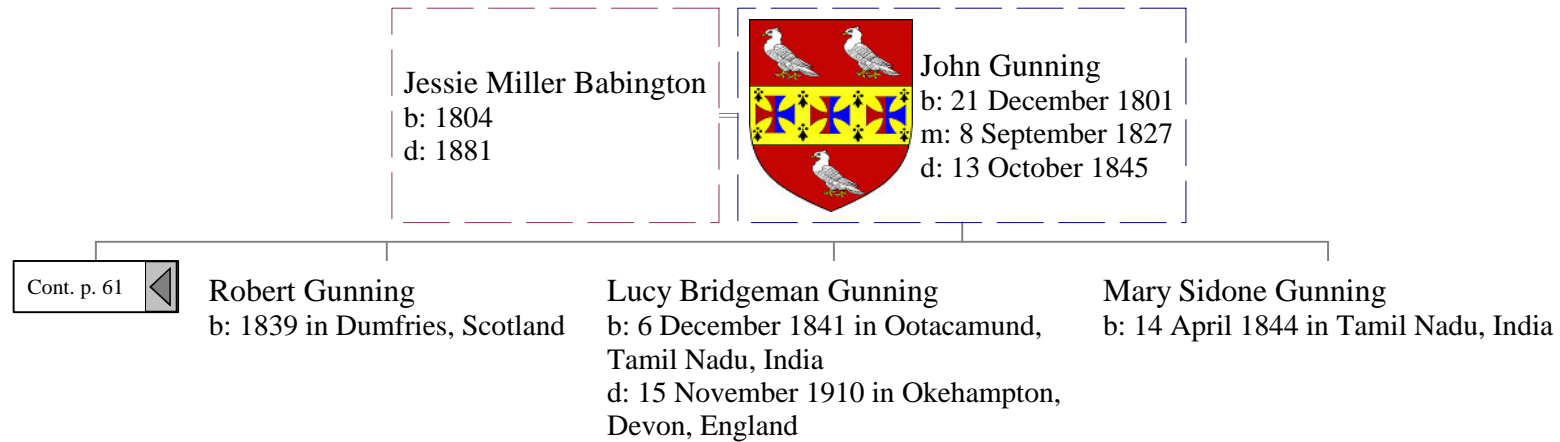 Jessie Miller Babington
b: 1804
d: 1881
John Gunning
b: 21 December 1801
m: 8 September 1827
d: 13 October 1845
Cont. p. 61
Robert Gunning
b: 1839 in Dumfries, Scotland
Lucy Bridgeman Gunning
b: 6 December 1841 in Ootacamund,
Tamil Nadu, India
d: 15 November 1910 in Okehampton,
Devon, England
Mary Sidone Gunning
b: 14 April 1844 in Tamil Nadu, India